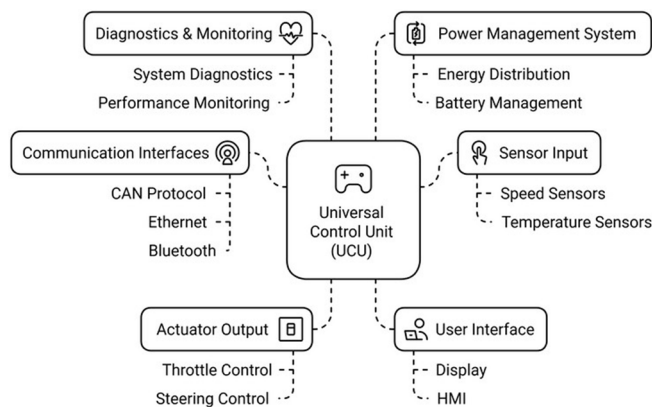 Diagnostics & Monitoring
System Diagnostics
Performance Monitoring
Power Management System
Energy Distribution
Battery Management
Communication Interfaces
CAN Protocol
Ethernet
Bluetooth
Universal
Control Unit
(UCU)
Sensor Input
Speed Sensors
Temperature Sensors
Actuator Output
Throttle Control
Steering Control
User Interface
Display
HMI